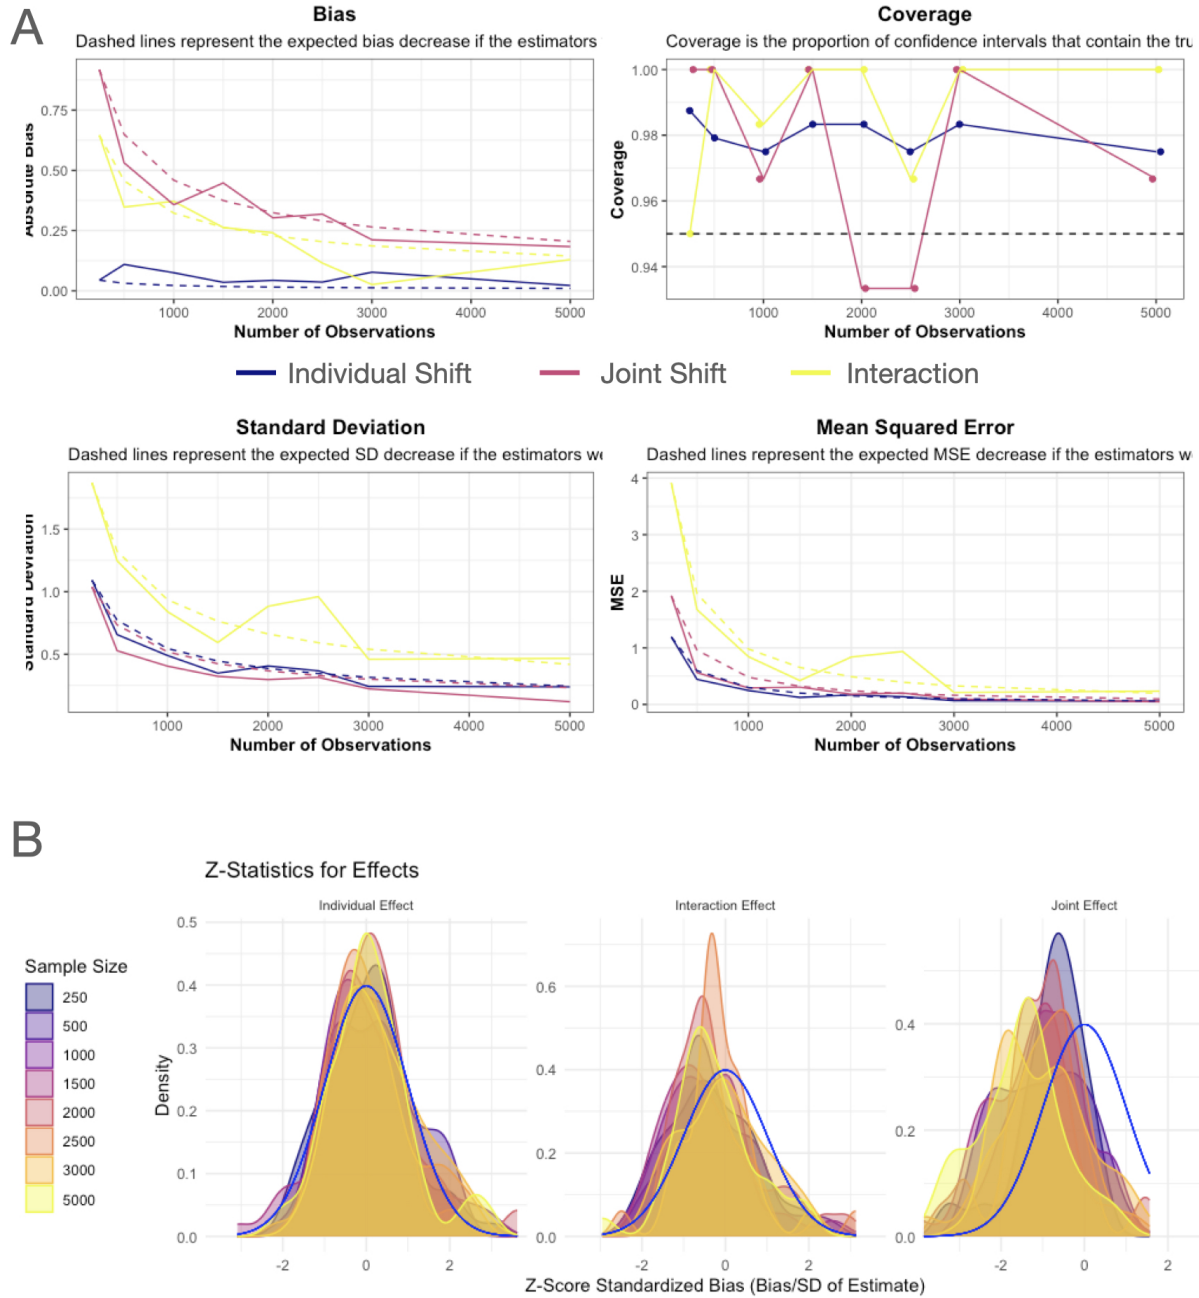 A
Bias
Dashed lines represent the expected bias decrease if the estimators
Absolute Bias
0.75
0.50
0.25
0.00
1000 2000 3000 4000 5000
Number of Observations
Coverage
Coverage is the proportion of confidence intervals that contain the tru
Coverage
1.00
0.98
0.96
0.94
1000 2000 3000 4000 5000
Number of Observations
Individual Shift Joint Shift Interaction
Standard Deviation
Dashed lines represent the expected SD decrease if the estimators we
Standard Deviation
1.5
1.0
0.5
1000 2000 3000 4000 5000
Number of Observations
Mean Squared Error
Dashed lines represent the expected MSE decrease if the estimators w
MSE
4
3
2
1
0
1000 2000 3000 4000 5000
Number of Observations
B
Z-Statistics for Effects
Sample Size
250
500
1000
1500
2000
2500
3000
5000
Density
Individual Effect
0.5
0.4
0.3
0.2
0.1
0.0
-2 0 2
Interaction Effect
0.6
0.4
0.2
0.0
-2 0 2
Joint Effect
0.4
0.2
0.0
-2 0 2
Z-Score Standardized Bias (Bias/SD of Estimate)